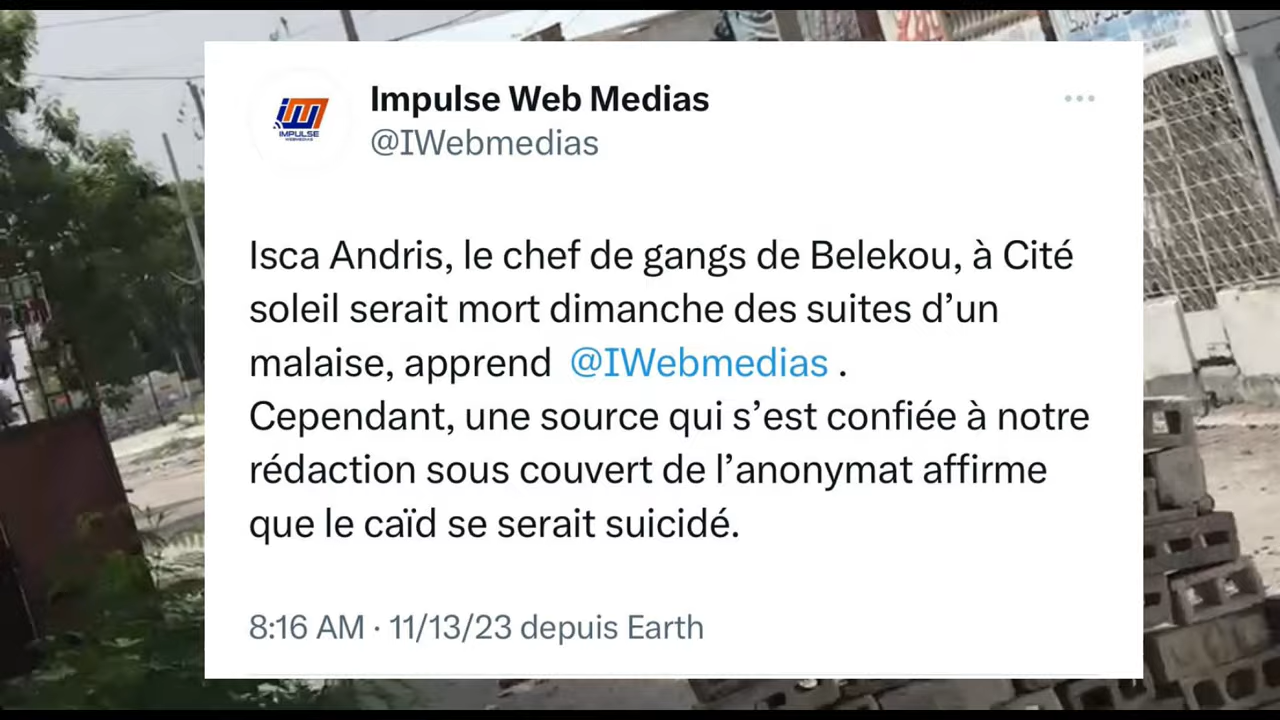 Impulse Web Medias
@IWebmedias
IMPULSE
Isca Andris, le chef de gangs de Belekou, à Cité
soleil serait mort dimanche des suites d’un
malaise, apprend @IWebmedias .
Cependant, une source qui s’est confiée à notre
rédaction sous couvert de l’anonymat affirme
que le caïd se serait suicidé.
8:16 AM · 11/13/23 depuis Earth